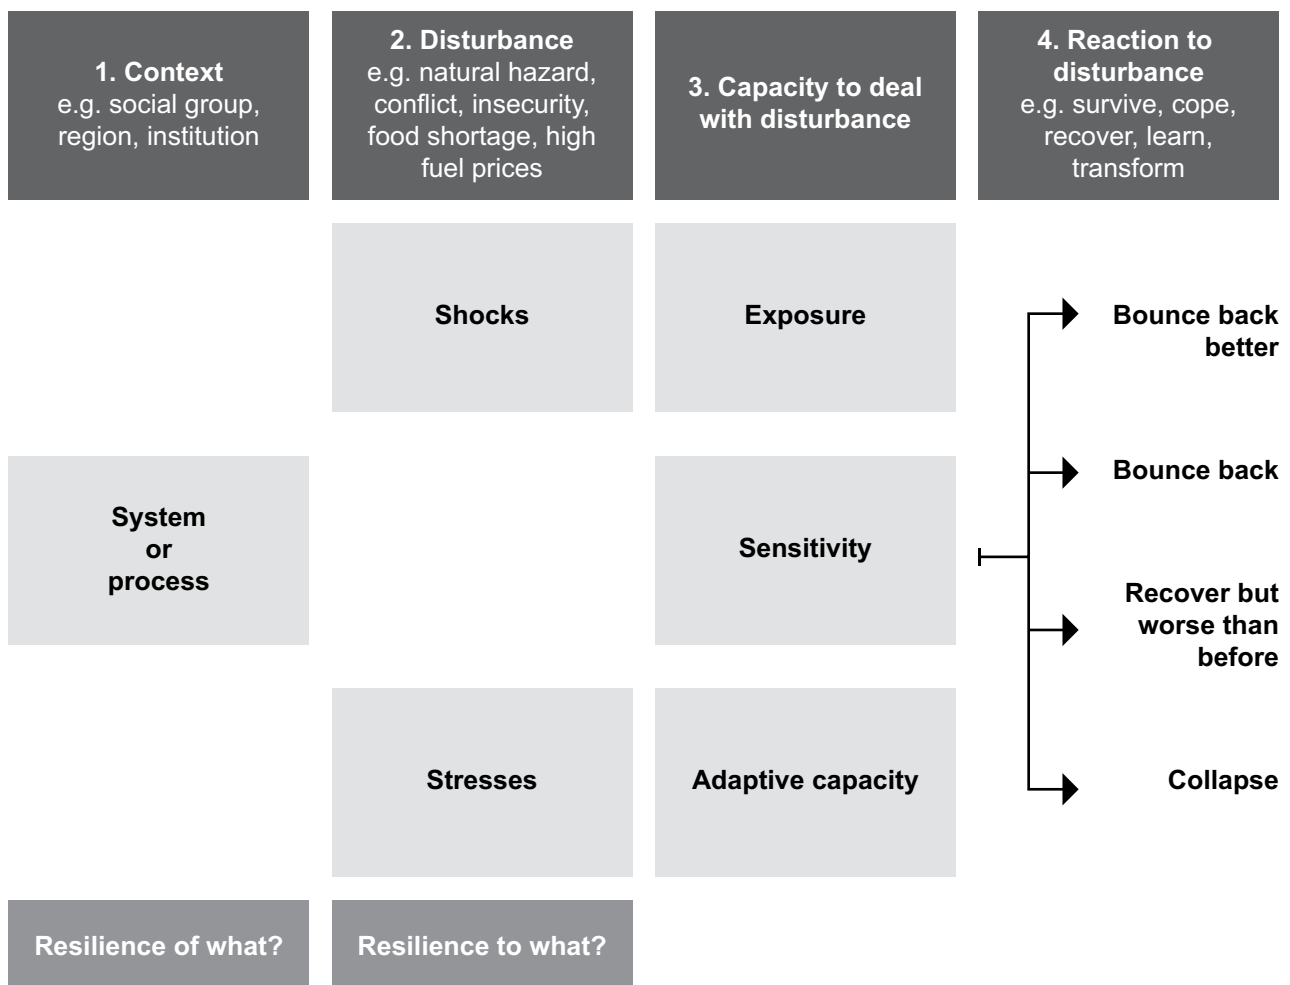 1. Context
e.g. social group,
region, institution
2. Disturbance
e.g. natural hazard,
conflict, insecurity,
food shortage, high
fuel prices
3. Capacity to deal
with disturbance
4. Reaction to
disturbance
e.g. survive, cope,
recover, learn,
transform
System
or
process
Shocks
Stresses
Exposure
Sensitivity
Adaptive capacity
Bounce back
better
Bounce back
Recover but
worse than
before
Collapse
Resilience of what?
Resilience to what?